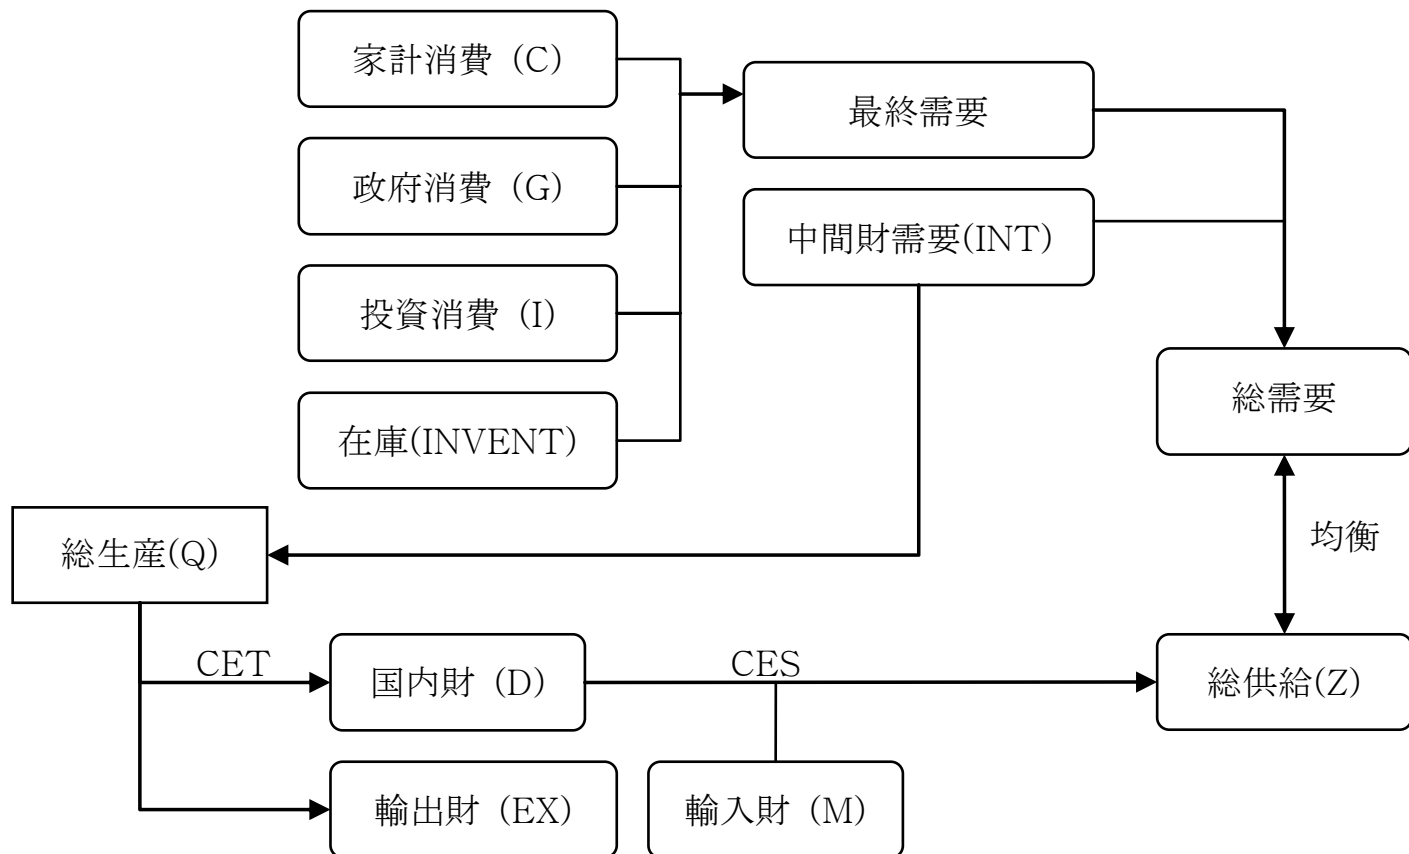 家計消費 (C)
最終需要
政府消費 (G)
中間財需要(INT)
投資消費 (I)
総需要
在庫(INVENT)
総生産(Q)
均衡
CET
国内財 (D)
CES
総供給(Z)
輸出財 (EX)
輸入財 (M)